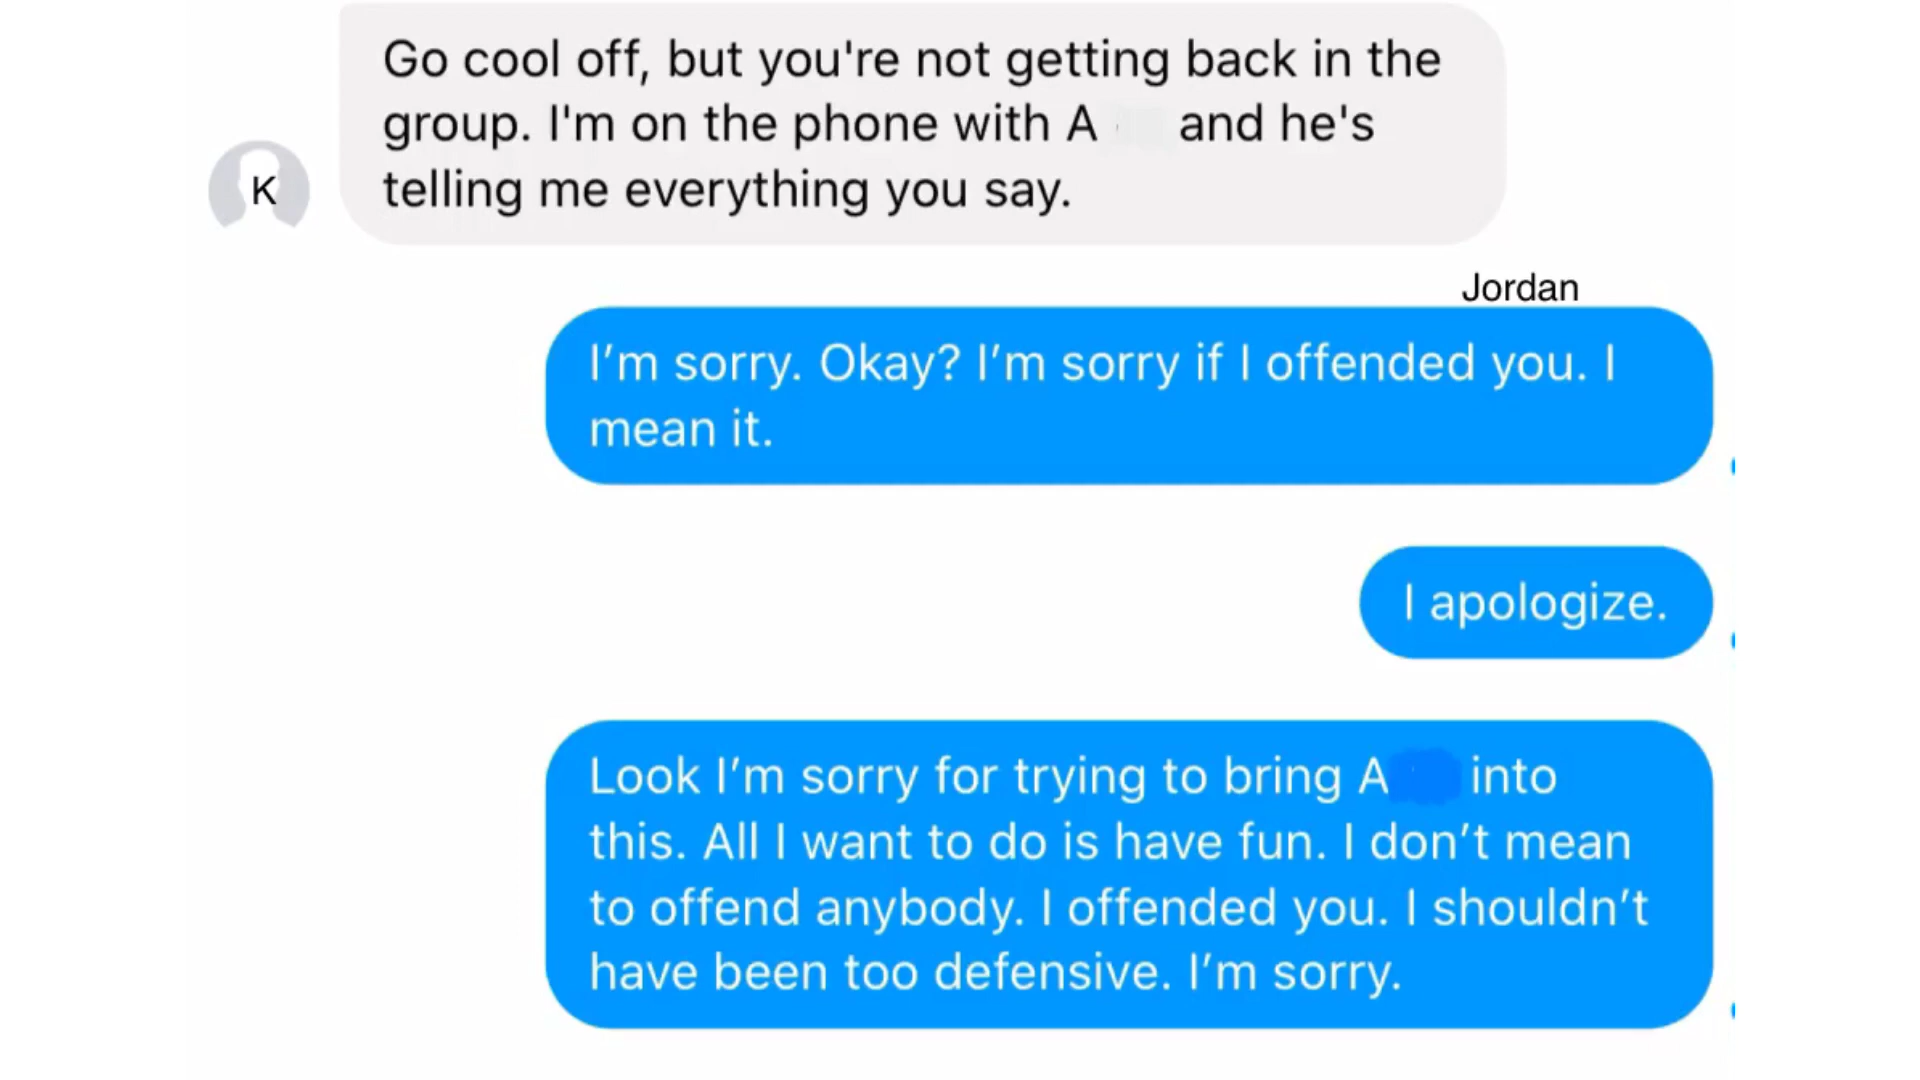 Go cool off, but you're not getting back in the
group. I'm on the phone with A and he's
K
telling me everything you say.
Jordan
I’m sorry. Okay? I’m sorry if I offended you. I
mean it.
I apologize.
Look I’m sorry for trying to bring A into
this. All I want to do is have fun. I don’t mean
to offend anybody. I offended you. I shouldn’t
have been too defensive. I’m sorry.